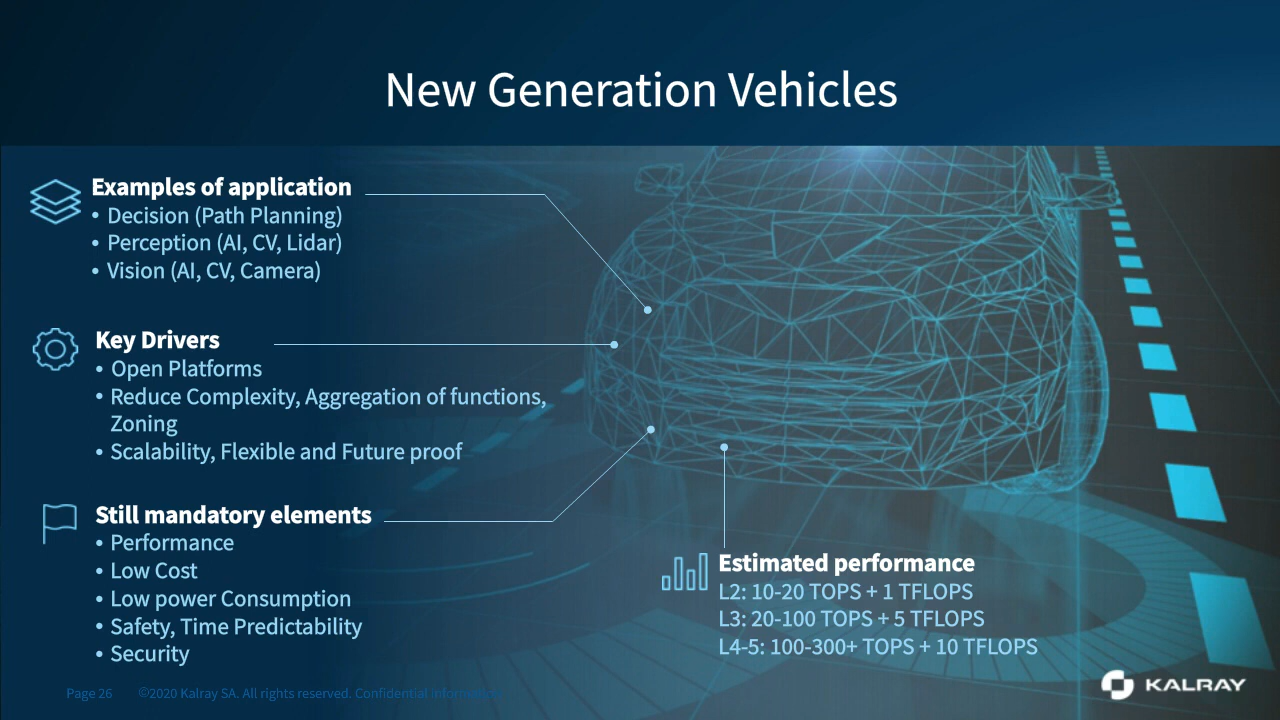 New Generation Vehicles
Examples of application
• Decision (Path Planning)
• Perception (AI, CV, Lidar)
• Vision (AI, CV, Camera)
Key Drivers
• Open Platforms
• Reduce Complexity, Aggregation of functions,
Zoning
• Scalability, Flexible and Future proof
Still mandatory elements
• Performance
• Low Cost
• Low power Consumption
• Safety, Time Predictability
• Security
Estimated performance
L2: 10-20 TOPS + 1 TFLOPS
L3: 20-100 TOPS + 5 TFLOPS
L4-5: 100-300+ TOPS + 10 TFLOPS
Page 26 ©2020 Kalray SA. All rights reserved. Confidential Information
KALRAY